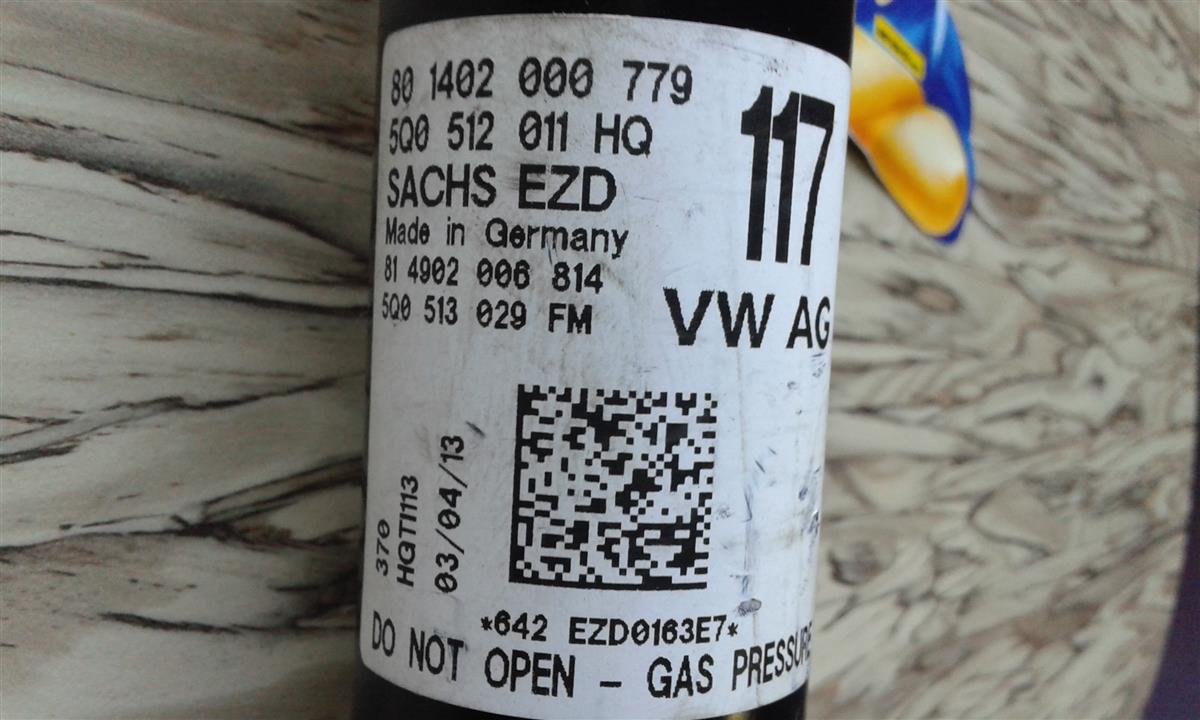 80 1402 000 779
5Q0 512 011 HQ
117
SACHS EZD
Made in Germany
81 4902 006 814
5Q0 513 029 FM
VW AG
370
HQT1113
03/04/13
*642 EZD0163E7*
DO NOT OPEN – GAS PRESSURE